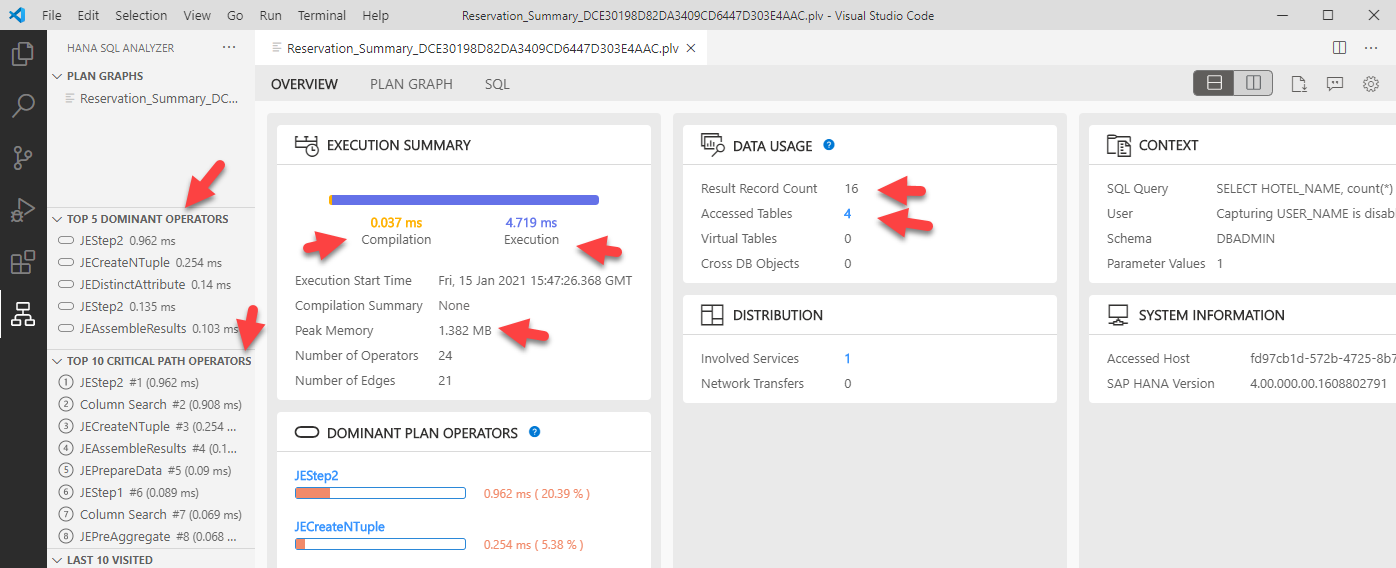 File Edit Selection View Go Run Terminal Help Reservation_Summary_DCE30198D82DA3409CD6447D303E4AAC.plv - Visual Studio Code
HANA SQL ANALYZER ···
PLAN GRAPHS
Reservation_Summary_DC...
TOP 5 DOMINANT OPERATORS
JEStep2 0.962 ms
JECreateNTuple 0.254 ms
JEDistinctAttribute 0.14 ms
JEStep2 0.135 ms
JEAssembleResults 0.103 ms
TOP 10 CRITICAL PATH OPERATORS
1 JEStep2 #1 (0.962 ms)
2 Column Search #2 (0.908 ms)
3 JECreateNTuple #3 (0.254 ...
4 JEAssembleResults #4 (0.1...
5 JEPrepareData #5 (0.09 ms)
6 JEStep1 #6 (0.089 ms)
7 Column Search #7 (0.069 ms)
8 JEPreAggregate #8 (0.068 ...
LAST 10 VISITED
Reservation_Summary_DCE30198D82DA3409CD6447D303E4AAC.plv
OVERVIEW PLAN GRAPH SQL
EXECUTION SUMMARY
0.037 ms 4.719 ms
Compilation Execution
Execution Start Time Fri, 15 Jan 2021 15:47:26.368 GMT
Compilation Summary None
Peak Memory 1.382 MB
Number of Operators 24
Number of Edges 21
DOMINANT PLAN OPERATORS ?
JEStep2
0.962 ms ( 20.39 % )
JECreateNTuple
0.254 ms ( 5.38 % )
DATA USAGE ?
Result Record Count 16
Accessed Tables 4
Virtual Tables 0
Cross DB Objects 0
DISTRIBUTION
Involved Services 1
Network Transfers 0
CONTEXT
SQL Query SELECT HOTEL_NAME, count(*)
User Capturing USER_NAME is disab
Schema DBADMIN
Parameter Values 1
SYSTEM INFORMATION
Accessed Host fd97cb1d-572b-4725-8b7
SAP HANA Version 4.00.000.00.1608802791